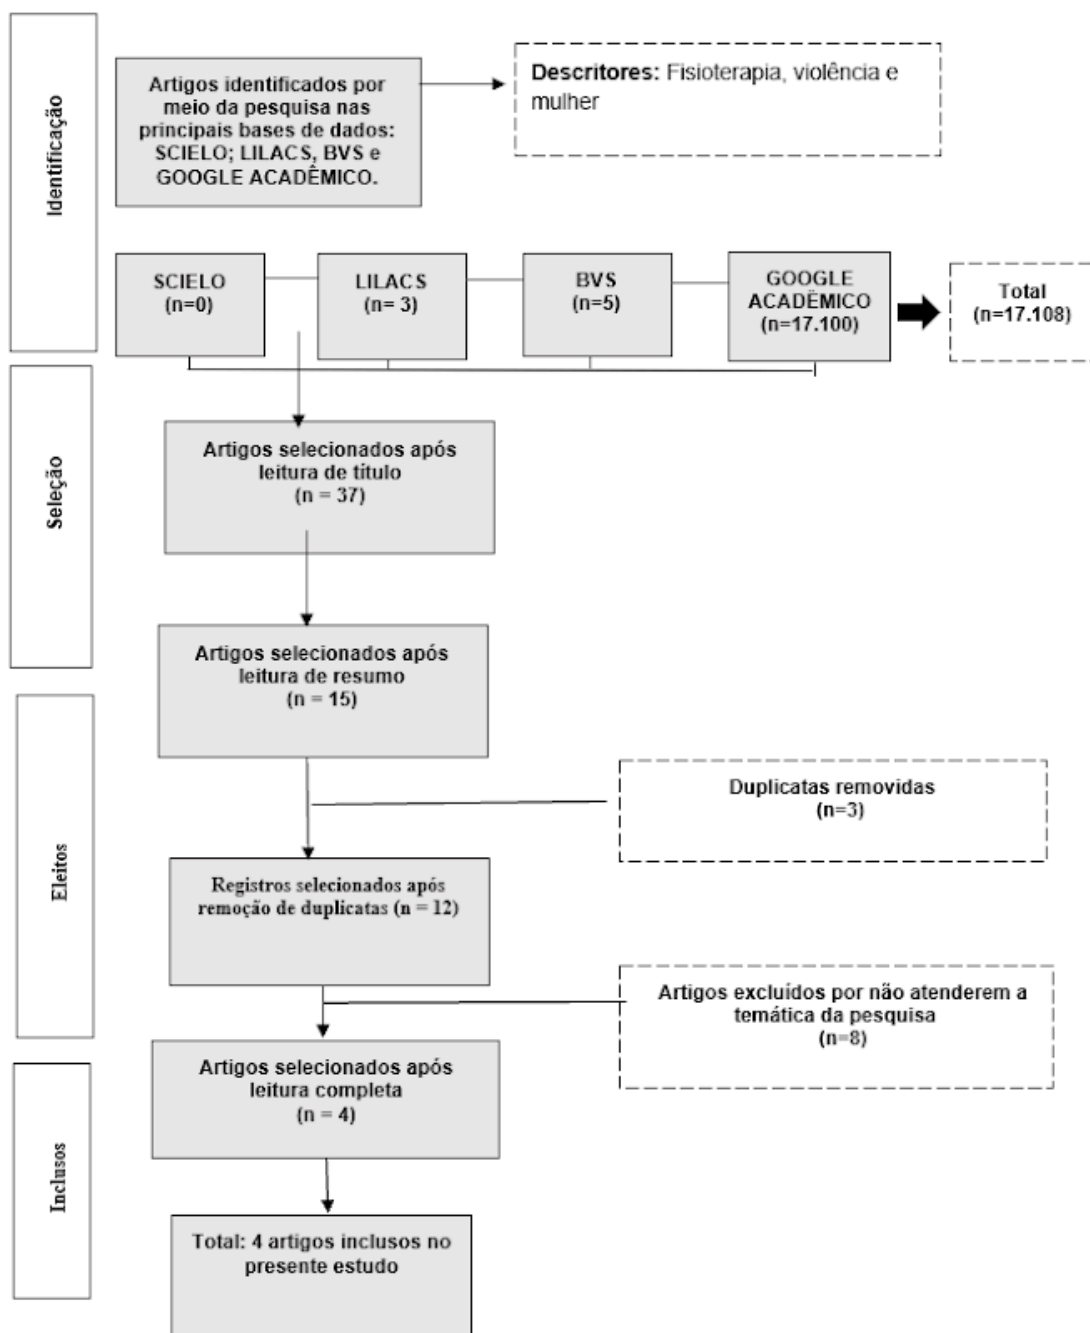 Identificação
Artigos identificados por
meio da pesquisa nas
principais bases de dados:
SCIELO; LILACS, BVS e
GOOGLE ACADÊMICO.
Descritores: Fisioterapia, violência e
mulher
SCIELO
(n=0)
LILACS
(n= 3)
BVS
(n=5)
GOOGLE
ACADÊMICO
(n=17.100)
Total
(n=17.108)
Seleção
Artigos selecionados após
leitura de título
(n = 37)
Artigos selecionados após
leitura de resumo
(n = 15)
Eleitos
Duplicatas removidas
(n=3)
Registros selecionados após
remoção de duplicatas (n = 12)
Artigos excluídos por não atenderem a
temática da pesquisa
(n=8)
Inclusos
Artigos selecionados após
leitura completa
(n = 4)
Total: 4 artigos inclusos no
presente estudo